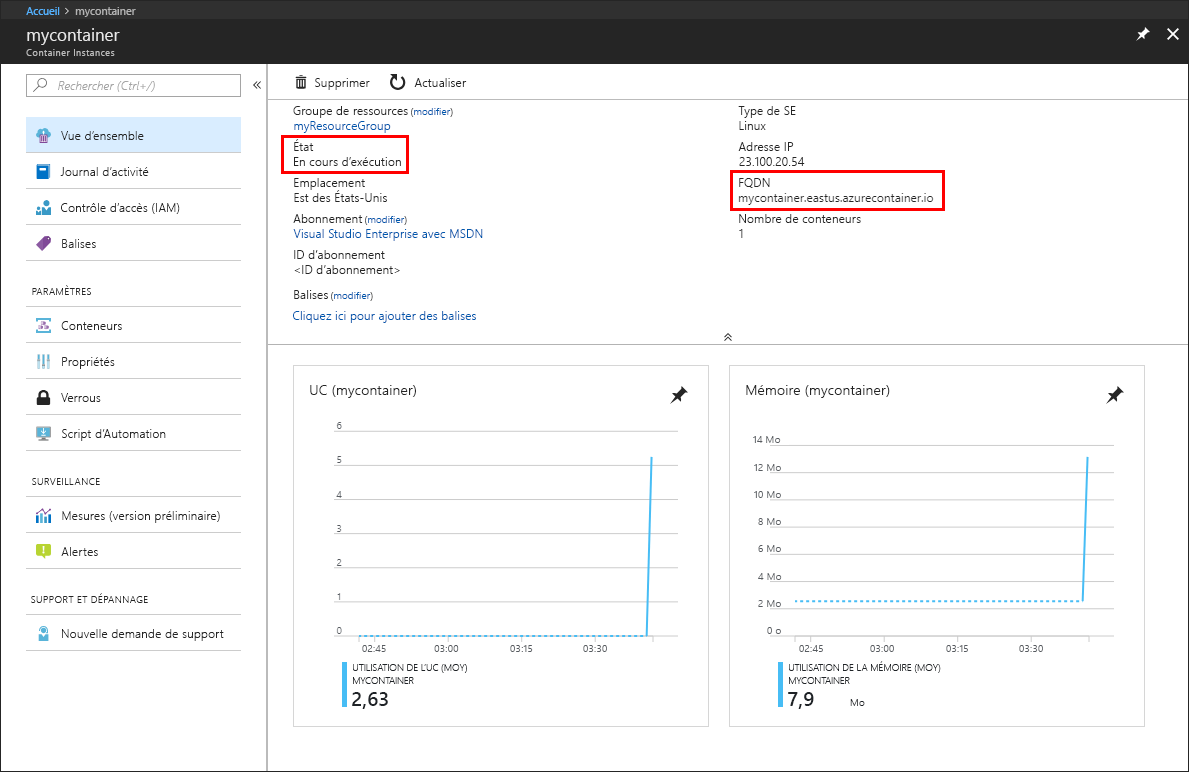 Accueil > mycontainer
mycontainer
Container Instances
Rechercher (Ctrl+/)
«
Vue d'ensemble
Journal d'activité
Contrôle d'accès (IAM)
Balises
PARAMÈTRES
Conteneurs
Propriétés
Verrous
Script d'Automation
SURVEILLANCE
Mesures (version préliminaire)
Alertes
SUPPORT ET DÉPANNAGE
Nouvelle demande de support
Supprimer
Actualiser
Groupe de ressources (modifier)
myResourceGroup
État
En cours d'exécution
Emplacement
Est des États-Unis
Abonnement (modifier)
Visual Studio Enterprise avec MSDN
ID d'abonnement
<ID d'abonnement>
Balises (modifier)
Cliquez ici pour ajouter des balises
Type de SE
Linux
Adresse IP
23.100.20.54
FQDN
mycontainer.eastus.azurecontainer.io
Nombre de conteneurs
1
UC (mycontainer)
6
5
4
3
2
1
0
02:45 03:00 03:15 03:30
UTILISATION DE L'UC (MOY)
MYCONTAINER
2,63
Mémoire (mycontainer)
14 Mo
12 Mo
10 Mo
8 Mo
6 Mo
4 Mo
2 Mo
0 o
02:45 03:00 03:15 03:30
UTILISATION DE LA MÉMOIRE (MOY)
MYCONTAINER
7,9 Mo